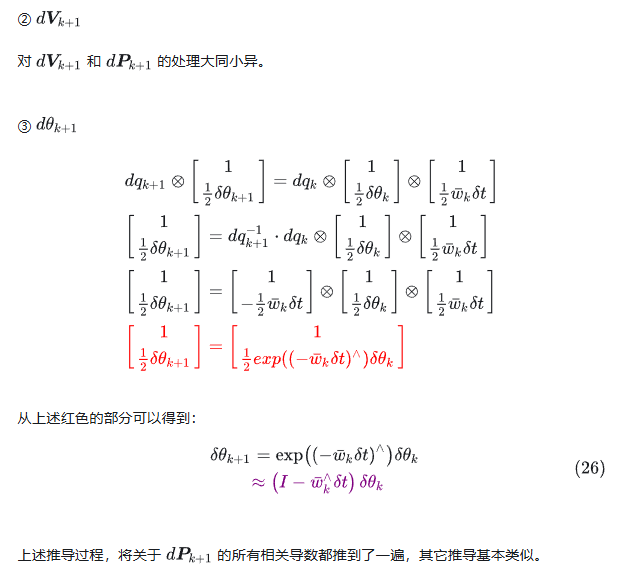 ② $d\boldsymbol{V}_{k+1}$
对 $d\boldsymbol{V}_{k+1}$ 和 $d\boldsymbol{P}_{k+1}$ 的处理大同小异。
③ $d\theta_{k+1}$
$dq_{k+1} \otimes \begin{bmatrix} 1 \\ \frac{1}{2}\delta\theta_{k+1} \end{bmatrix} = dq_k \otimes \begin{bmatrix} 1 \\ \frac{1}{2}\delta\theta_k \end{bmatrix} \otimes \begin{bmatrix} 1 \\ \frac{1}{2}\bar{w}_k\delta t \end{bmatrix}$
$\begin{bmatrix} 1 \\ \frac{1}{2}\delta\theta_{k+1} \end{bmatrix} = dq_{k+1}^{-1} \cdot dq_k \otimes \begin{bmatrix} 1 \\ \frac{1}{2}\delta\theta_k \end{bmatrix} \otimes \begin{bmatrix} 1 \\ \frac{1}{2}\bar{w}_k\delta t \end{bmatrix}$
$\begin{bmatrix} 1 \\ \frac{1}{2}\delta\theta_{k+1} \end{bmatrix} = \begin{bmatrix} 1 \\ -\frac{1}{2}\bar{w}_k\delta t \end{bmatrix} \otimes \begin{bmatrix} 1 \\ \frac{1}{2}\delta\theta_k \end{bmatrix} \otimes \begin{bmatrix} 1 \\ \frac{1}{2}\bar{w}_k\delta t \end{bmatrix}$
$\begin{bmatrix} 1 \\ \frac{1}{2}\delta\theta_{k+1} \end{bmatrix} = \begin{bmatrix} 1 \\ \frac{1}{2}exp((-\bar{w}_k\delta t)^\wedge)\delta\theta_k \end{bmatrix}$
从上述红色的部分可以得到：
$\delta\theta_{k+1} = \exp\left((-\bar{w}_k\delta t)^\wedge\right)\delta\theta_k$
$\approx \left(I - \bar{w}_k^\wedge\delta t\right)\delta\theta_k$ (26)
上述推导过程，将关于 $d\boldsymbol{P}_{k+1}$ 的所有相关导数都推到了一遍，其它推导基本类似。